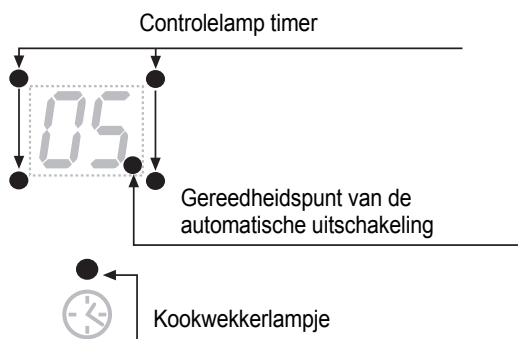 Controlelamp timer
05.
Gereedheidspunt van de
automatische uitschakeling
Kookwekkerlampje